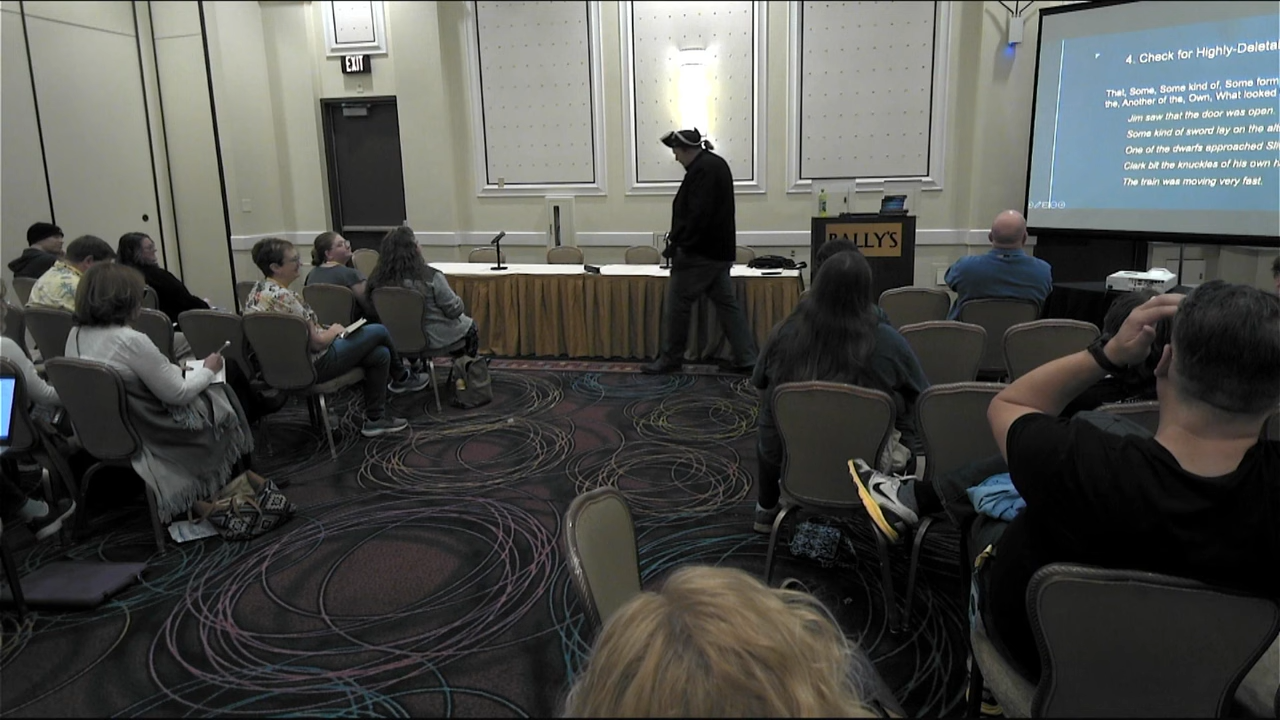 EXIT
4. Check for Highly-Deleta
That, Some, Some kind of, Some form
the, Another of the, Own, What looked
Jim saw that the door was open.
Some kind of sword lay on the alt
One of the dwarfs approached Sli
Clark bit the knuckles of his own h
The train was moving very fast.
BALLY'S